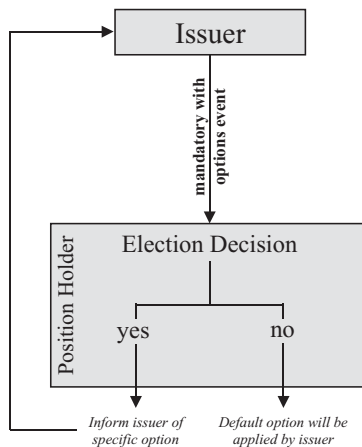 Issuer
mandatory with
options event
Position Holder
Election Decision
yes
no
Inform issuer of
specific option
Default option will be
applied by issuer